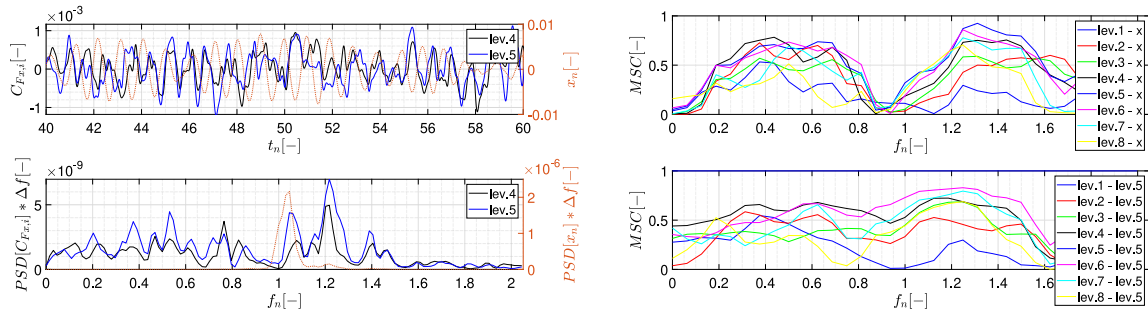 ×10⁻³
1
0
-1
C_{Fx,i}[−]
40 42 44 46 48 50 52 54 56 58 60
t_n[−]
0.01
0
-0.01
x_n[−]
lev.4
lev.5
×10⁻⁹
5
0
PSD[C_{Fx,i}] * Δf[−]
0 0.2 0.4 0.6 0.8 1 1.2 1.4 1.6 1.8 2
f_n[−]
×10⁻⁶
2
1
0
PSD[x_n] * Δf[−]
lev.4
lev.5
1
0.5
0
MSC[−]
0 0.2 0.4 0.6 0.8 1 1.2 1.4 1.6
f_n[−]
lev.1 - x
lev.2 - x
lev.3 - x
lev.4 - x
lev.5 - x
lev.6 - x
lev.7 - x
lev.8 - x
1
0.5
0
MSC[−]
0 0.2 0.4 0.6 0.8 1 1.2 1.4 1.6
f_n[−]
lev.1 - lev.5
lev.2 - lev.5
lev.3 - lev.5
lev.4 - lev.5
lev.5 - lev.5
lev.6 - lev.5
lev.7 - lev.5
lev.8 - lev.5